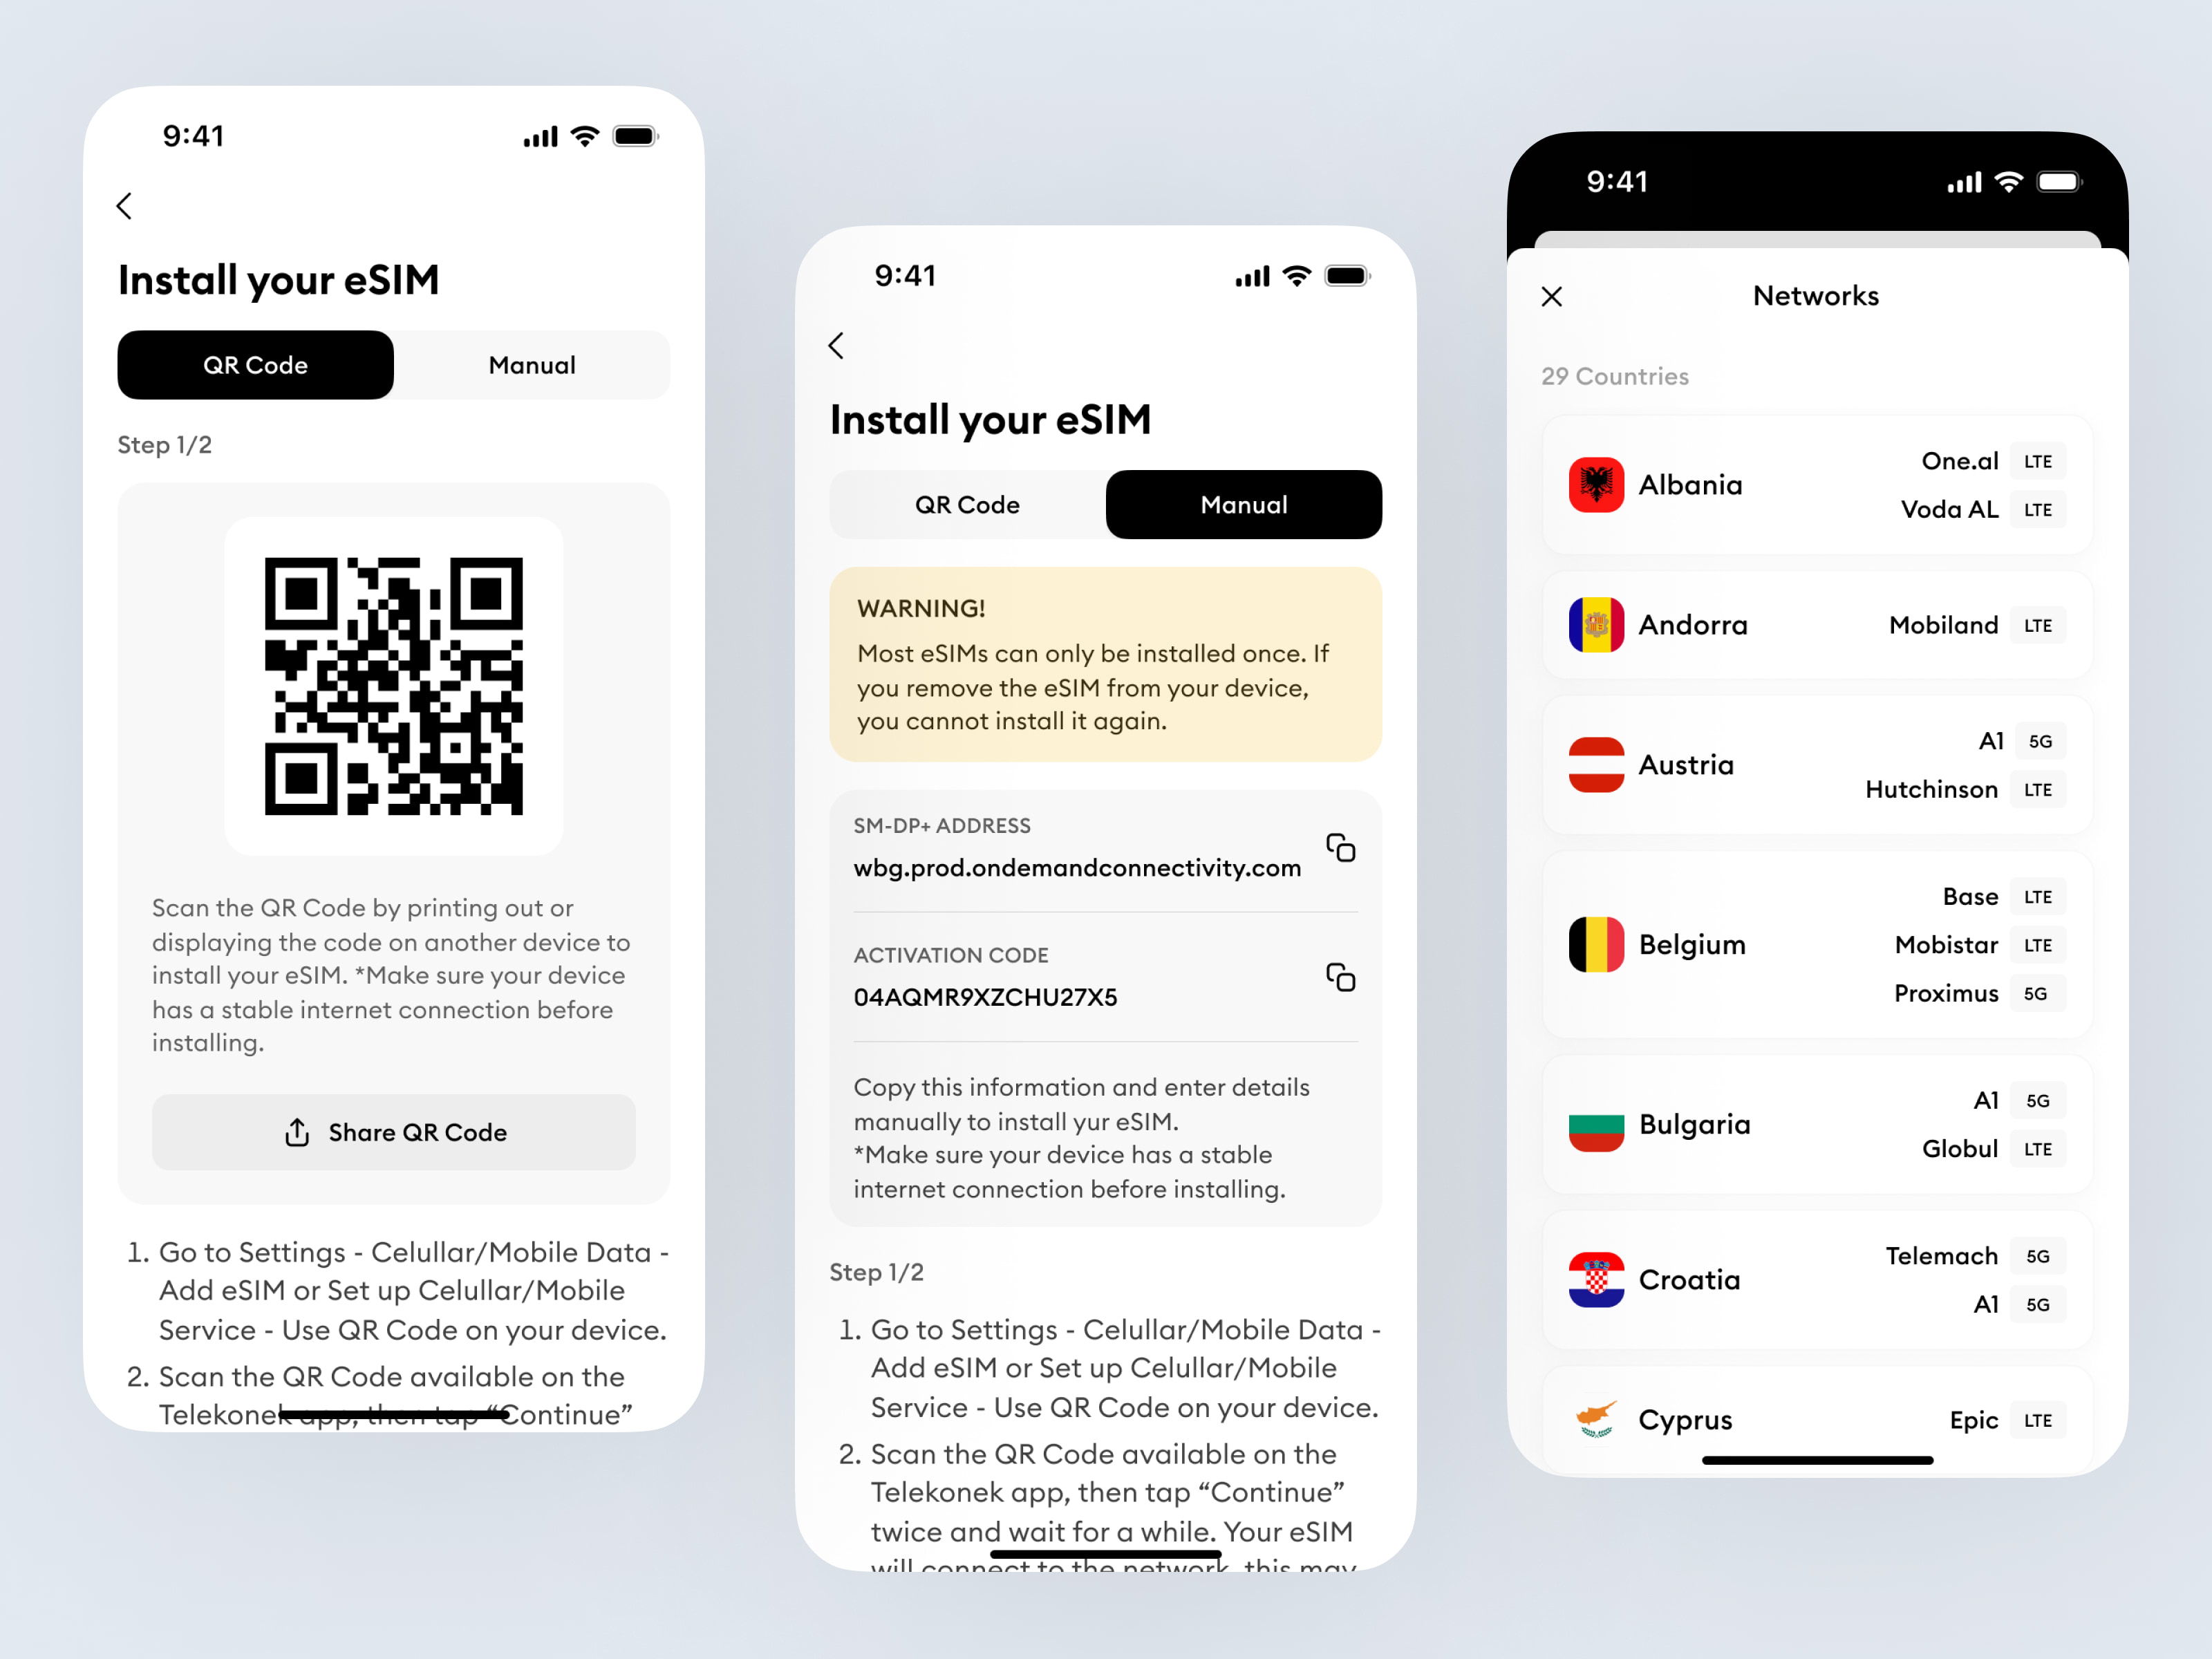 9:41
Install your eSIM
QR Code
Manual
Step 1/2
Scan the QR Code by printing out or
displaying the code on another device to
install your eSIM. *Make sure your device
has a stable internet connection before
installing.
Share QR Code
1. Go to Settings - Celullar/Mobile Data -
Add eSIM or Set up Celullar/Mobile
Service - Use QR Code on your device.
2. Scan the QR Code available on the
Telekonek app, then tap “Continue”
9:41
Install your eSIM
QR Code
Manual
WARNING!
Most eSIMs can only be installed once. If
you remove the eSIM from your device,
you cannot install it again.
SM-DP+ ADDRESS
wbg.prod.ondemandconnectivity.com
ACTIVATION CODE
04AQMR9XZCHU27X5
Copy this information and enter details
manually to install yur eSIM.
*Make sure your device has a stable
internet connection before installing.
Step 1/2
1. Go to Settings - Celullar/Mobile Data -
Add eSIM or Set up Celullar/Mobile
Service - Use QR Code on your device.
2. Scan the QR Code available on the
Telekonek app, then tap “Continue”
twice and wait for a while. Your eSIM
will connect to the network, this may
9:41
Networks
29 Countries
Albania
One.al LTE
Voda AL LTE
Andorra
Mobiland LTE
Austria
A1 5G
Hutchinson LTE
Belgium
Base LTE
Mobistar LTE
Proximus 5G
Bulgaria
A1 5G
Globul LTE
Croatia
Telemach 5G
A1 5G
Cyprus
Epic LTE